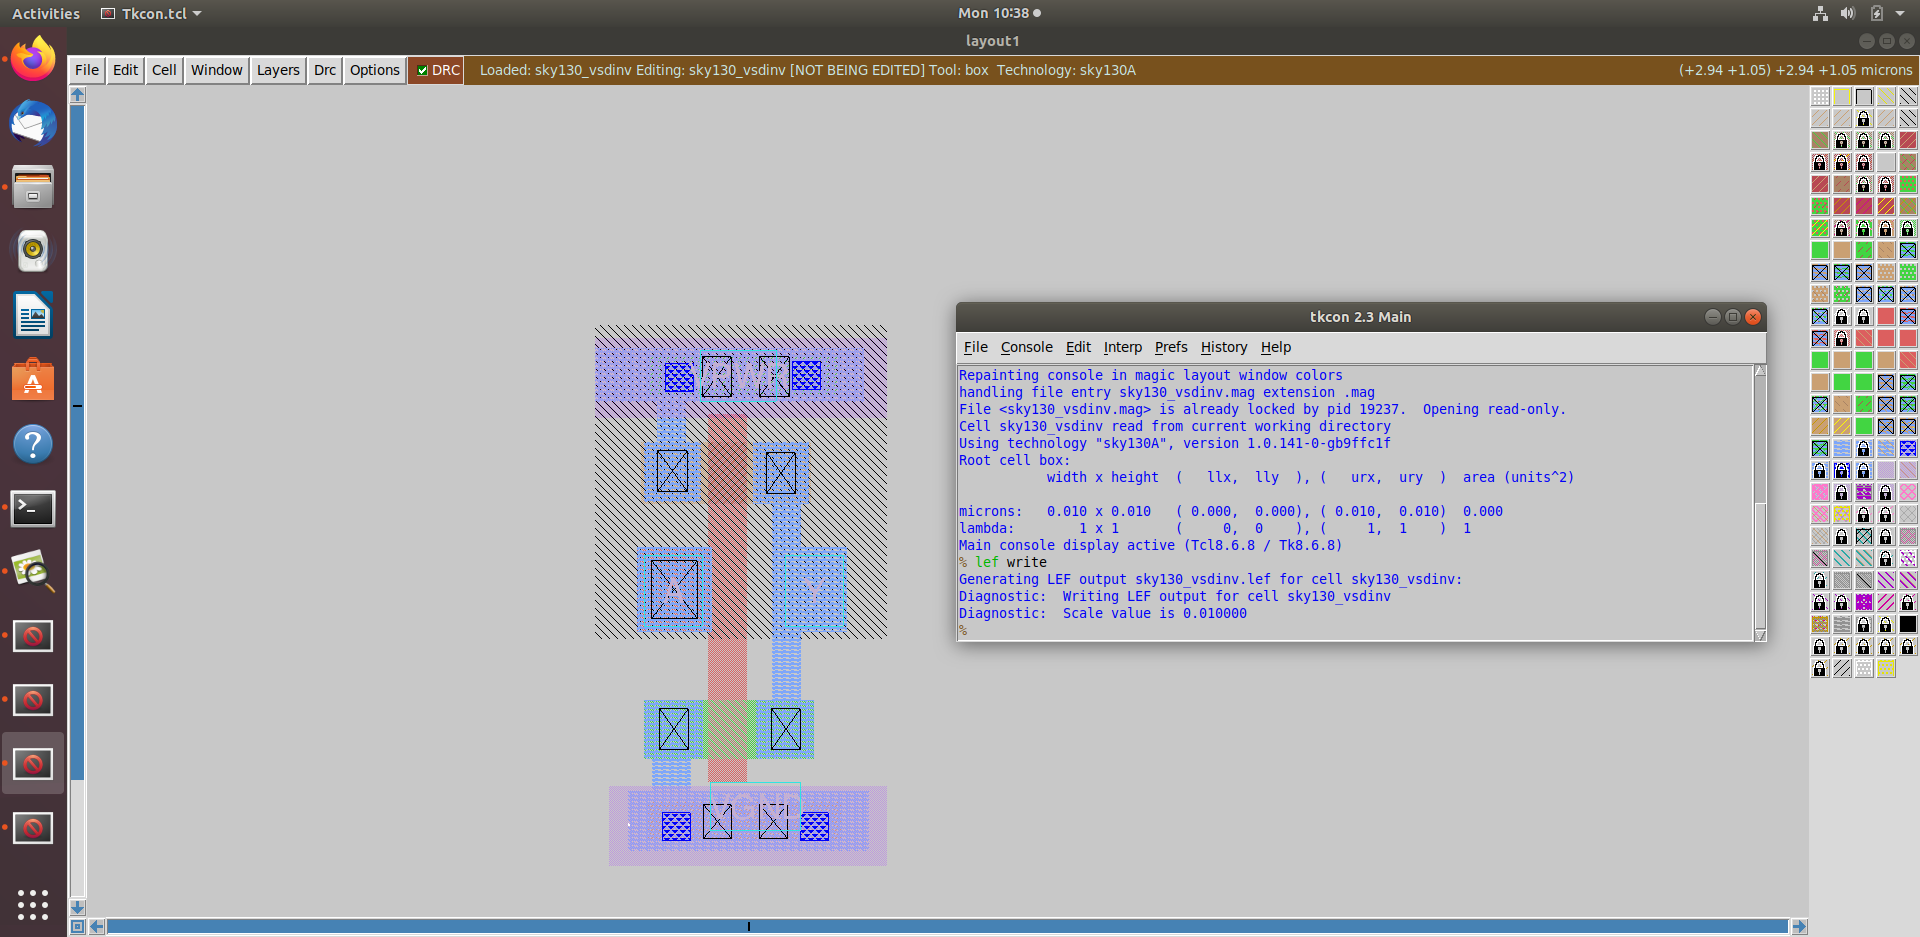 Activities Tkcon.tcl Mon 10:38
layout1
File Edit Cell Window Layers Drc Options DRC Loaded: sky130_vsdinv Editing: sky130_vsdinv [NOT BEING EDITED] Tool: box Technology: sky130A (+2.94 +1.05) +2.94 +1.05 microns
tkcon 2.3 Main
File Console Edit Interp Prefs History Help
Repainting console in magic layout window colors
handling file entry sky130_vsdinv.mag extension .mag
File <sky130_vsdinv.mag> is already locked by pid 19237. Opening read-only.
Cell sky130_vsdinv read from current working directory
Using technology "sky130A", version 1.0.141-0-gb9ffc1f
Root cell box:
width x height ( llx, lly ), ( urx, ury ) area (units^2)
microns: 0.010 x 0.010 ( 0.000, 0.000), ( 0.010, 0.010) 0.000
lambda: 1 x 1 ( 0, 0 ), ( 1, 1 ) 1
Main console display active (Tcl8.6.8 / Tk8.6.8)
% lef write
Generating LEF output sky130_vsdinv.lef for cell sky130_vsdinv:
Diagnostic: Writing LEF output for cell sky130_vsdinv
Diagnostic: Scale value is 0.010000
%
A Y
VGND